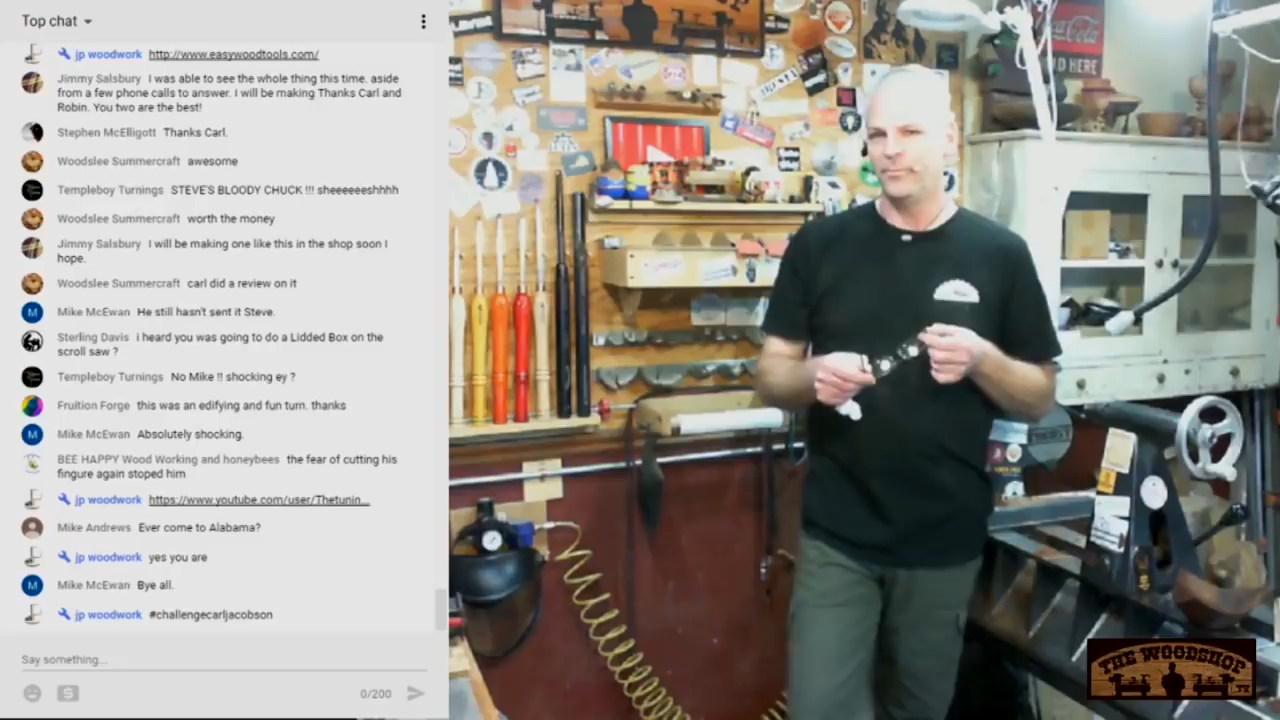 Top chat
jp woodwork http://www.easywoodtools.com/
Jimmy Salsbury I was able to see the whole thing this time. aside
from a few phone calls to answer. I will be making Thanks Carl and
Robin. You two are the best!
Stephen McElligott Thanks Carl.
Woodslee Summercraft awesome
Templeboy Turnings STEVE'S BLOODY CHUCK !!! sheeeeeshhhh
Woodslee Summercraft worth the money
Jimmy Salsbury I will be making one like this in the shop soon I
hope.
Woodslee Summercraft carl did a review on it
M Mike McEwan He still hasn't sent it Steve.
Sterling Davis i heard you was going to do a Lidded Box on the
scroll saw ?
Templeboy Turnings No Mike !! shocking ey ?
Fruition Forge this was an edifying and fun turn. thanks
M Mike McEwan Absolutely shocking.
BEE HAPPY Wood Working and honeybees the fear of cutting his
fingure again stoped him
jp woodwork https://www.youtube.com/user/Thetunin...
Mike Andrews Ever come to Alabama?
jp woodwork yes you are
M Mike McEwan Bye all.
jp woodwork #challengecarljacobson
Say something...
0/200
Coca-Cola
HERE
THE WOODSHOP
.TV